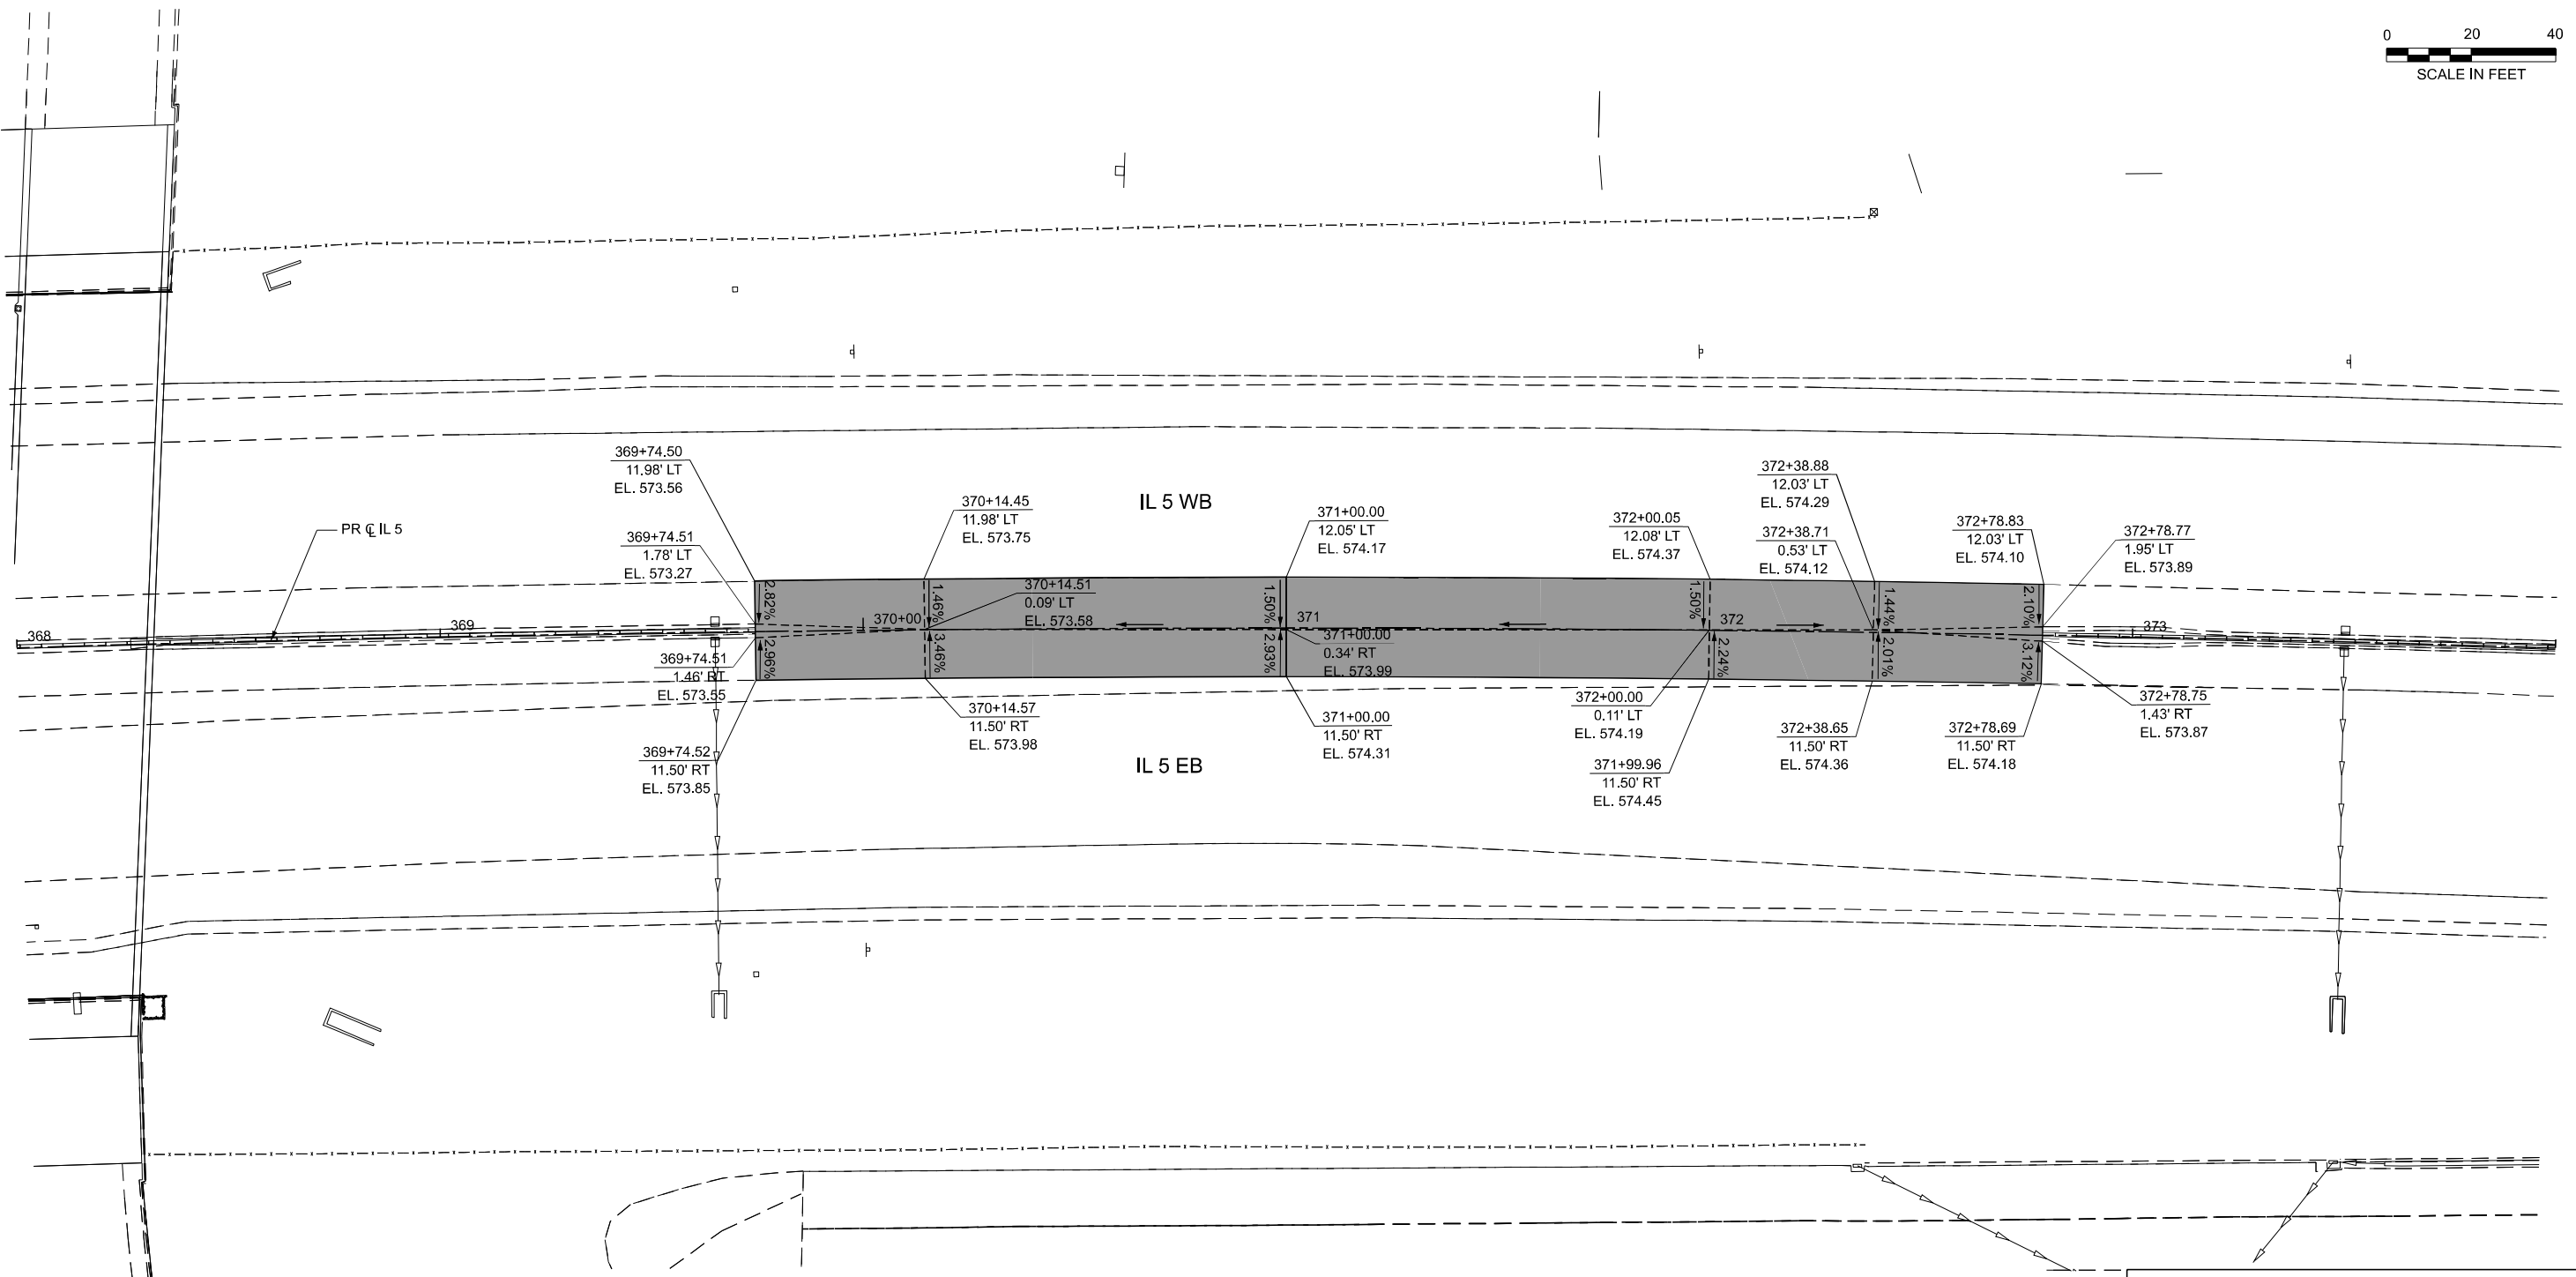 0 20 40
SCALE IN FEET
369+74.50
11.98' LT
EL. 573.56
370+14.45
11.98' LT
EL. 573.75
IL 5 WB
371+00.00
12.05' LT
EL. 574.17
372+00.05
12.08' LT
EL. 574.37
372+38.88
12.03' LT
EL. 574.29
372+38.71
0.53' LT
EL. 574.12
372+78.83
12.03' LT
EL. 574.10
372+78.77
1.95' LT
EL. 573.89
PR ℄ IL 5
369+74.51
1.78' LT
EL. 573.27
2.82%
1.46%
370+14.51
0.09' LT
EL. 573.58
1.50%
1.50%
1.44%
2.10%
368
369
370+00
371
372
373
369+74.51
1.46' RT
EL. 573.55
2.96%
3.46%
2.93%
371+00.00
0.34' RT
EL. 573.99
2.24%
2.01%
3.12%
372+00.00
0.11' LT
EL. 574.19
372+78.75
1.43' RT
EL. 573.87
369+74.52
11.50' RT
EL. 573.85
370+14.57
11.50' RT
EL. 573.98
371+00.00
11.50' RT
EL. 574.31
371+99.96
11.50' RT
EL. 574.45
372+38.65
11.50' RT
EL. 574.36
372+78.69
11.50' RT
EL. 574.18
IL 5 EB